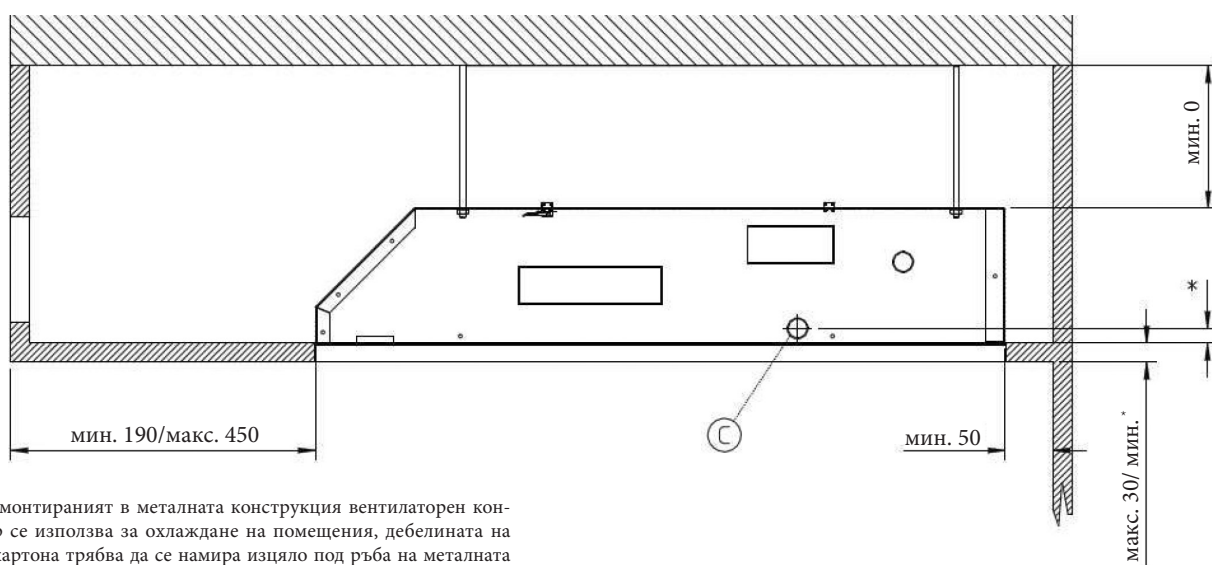 мин. 0
*
мин. 190/макс. 450
C
мин. 50
макс. 30/ мин.*
монтираният в металната конструкция вентилаторен кон-
се използва за охлаждане на помещения, дебелината на
картона трябва да се намира изцяло под ръба на металната